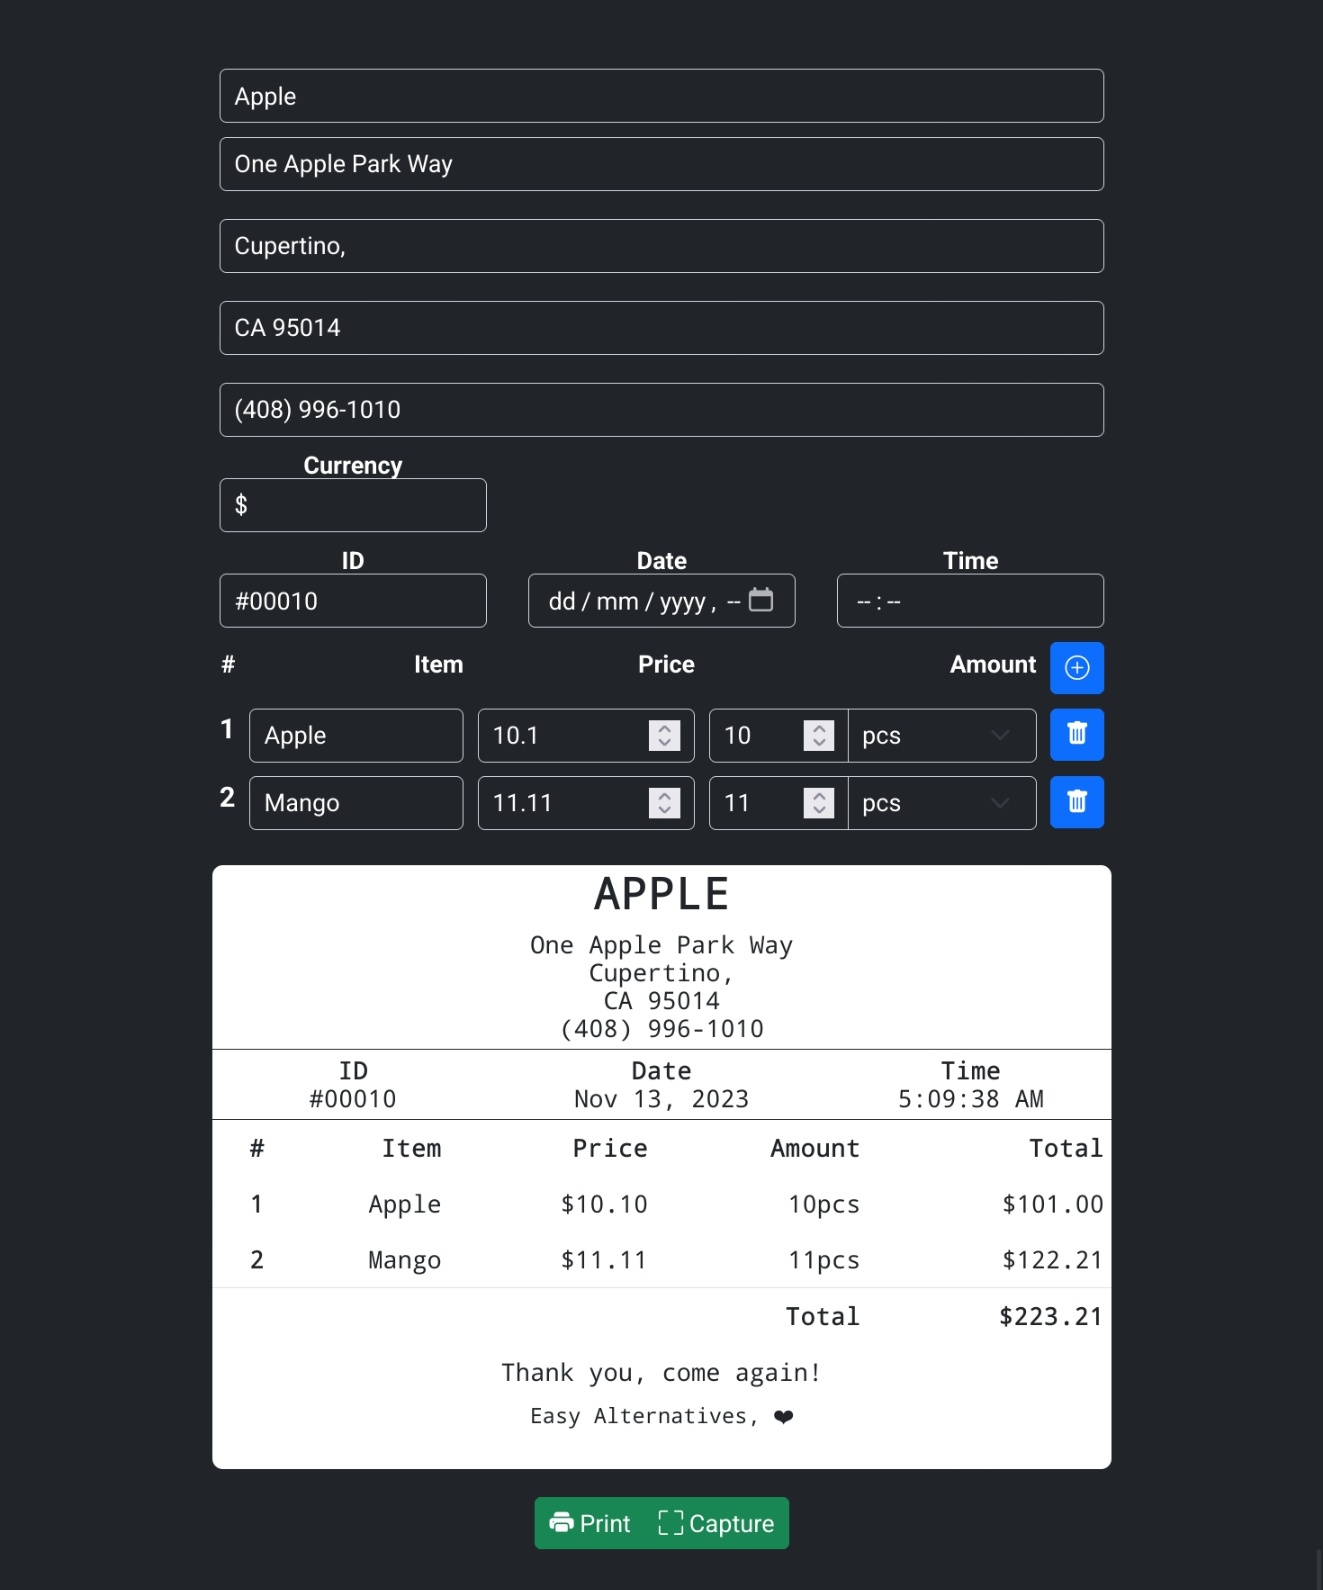 Apple
One Apple Park Way
Cupertino,
CA 95014
(408) 996-1010
Currency
$
ID Date Time
#00010 dd / mm / yyyy , -- -- : --
# Item Price Amount
1 Apple 10.1 10 pcs
2 Mango 11.11 11 pcs
APPLE
One Apple Park Way
Cupertino,
CA 95014
(408) 996-1010
ID Date Time
#00010 Nov 13, 2023 5:09:38 AM
# Item Price Amount Total
1 Apple $10.10 10pcs $101.00
2 Mango $11.11 11pcs $122.21
Total $223.21
Thank you, come again!
Easy Alternatives, ❤
Print Capture